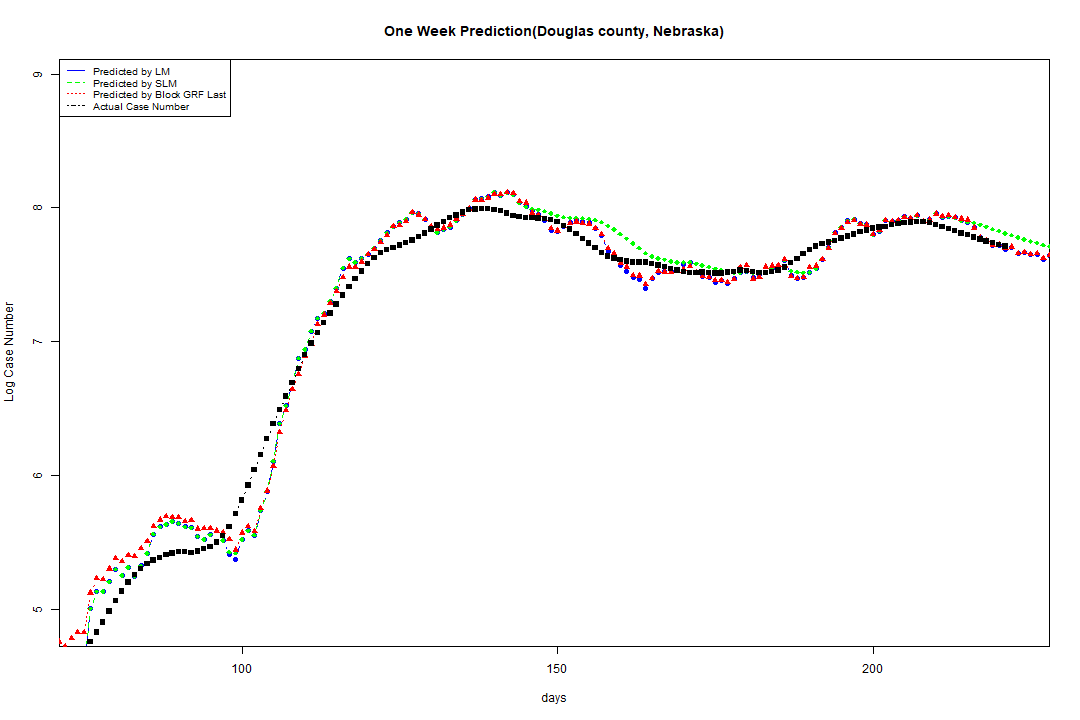 One Week Prediction(Douglas county, Nebraska)
Predicted by LM
Predicted by SLM
Predicted by Block GRF Last
Actual Case Number
9
8
7
6
5
Log Case Number
100
150
200
days